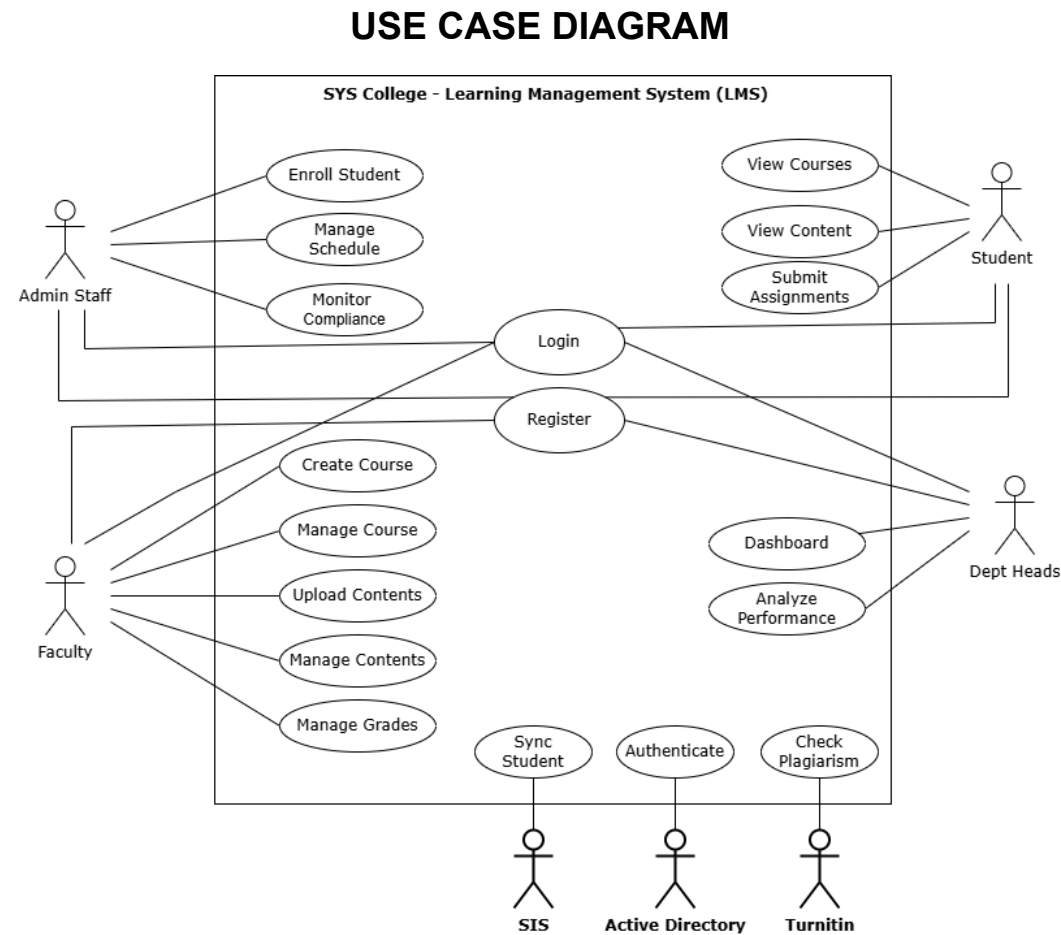 USE CASE DIAGRAM
SYS College - Learning Management System (LMS)
Enroll Student
Manage
Schedule
Monitor
Compliance
Admin Staff
View Courses
View Content
Submit
Assignments
Student
Login
Register
Create Course
Manage Course
Upload Contents
Manage Contents
Manage Grades
Faculty
Dashboard
Analyze
Performance
Dept Heads
Sync
Student
Authenticate
Check
Plagiarism
SIS
Active Directory
Turnitin